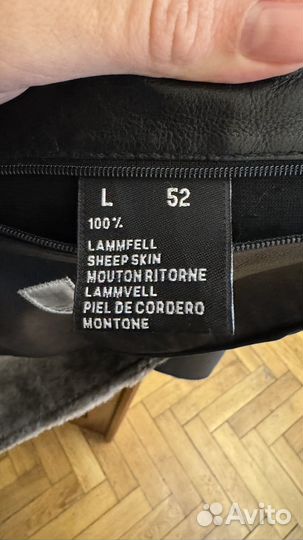 L 52
100%
LAMMFELL
SHEEP SKIN
MOUTON RITORNE
LAMMVELL
PIEL DE CORDERO
MONTONE
Avito